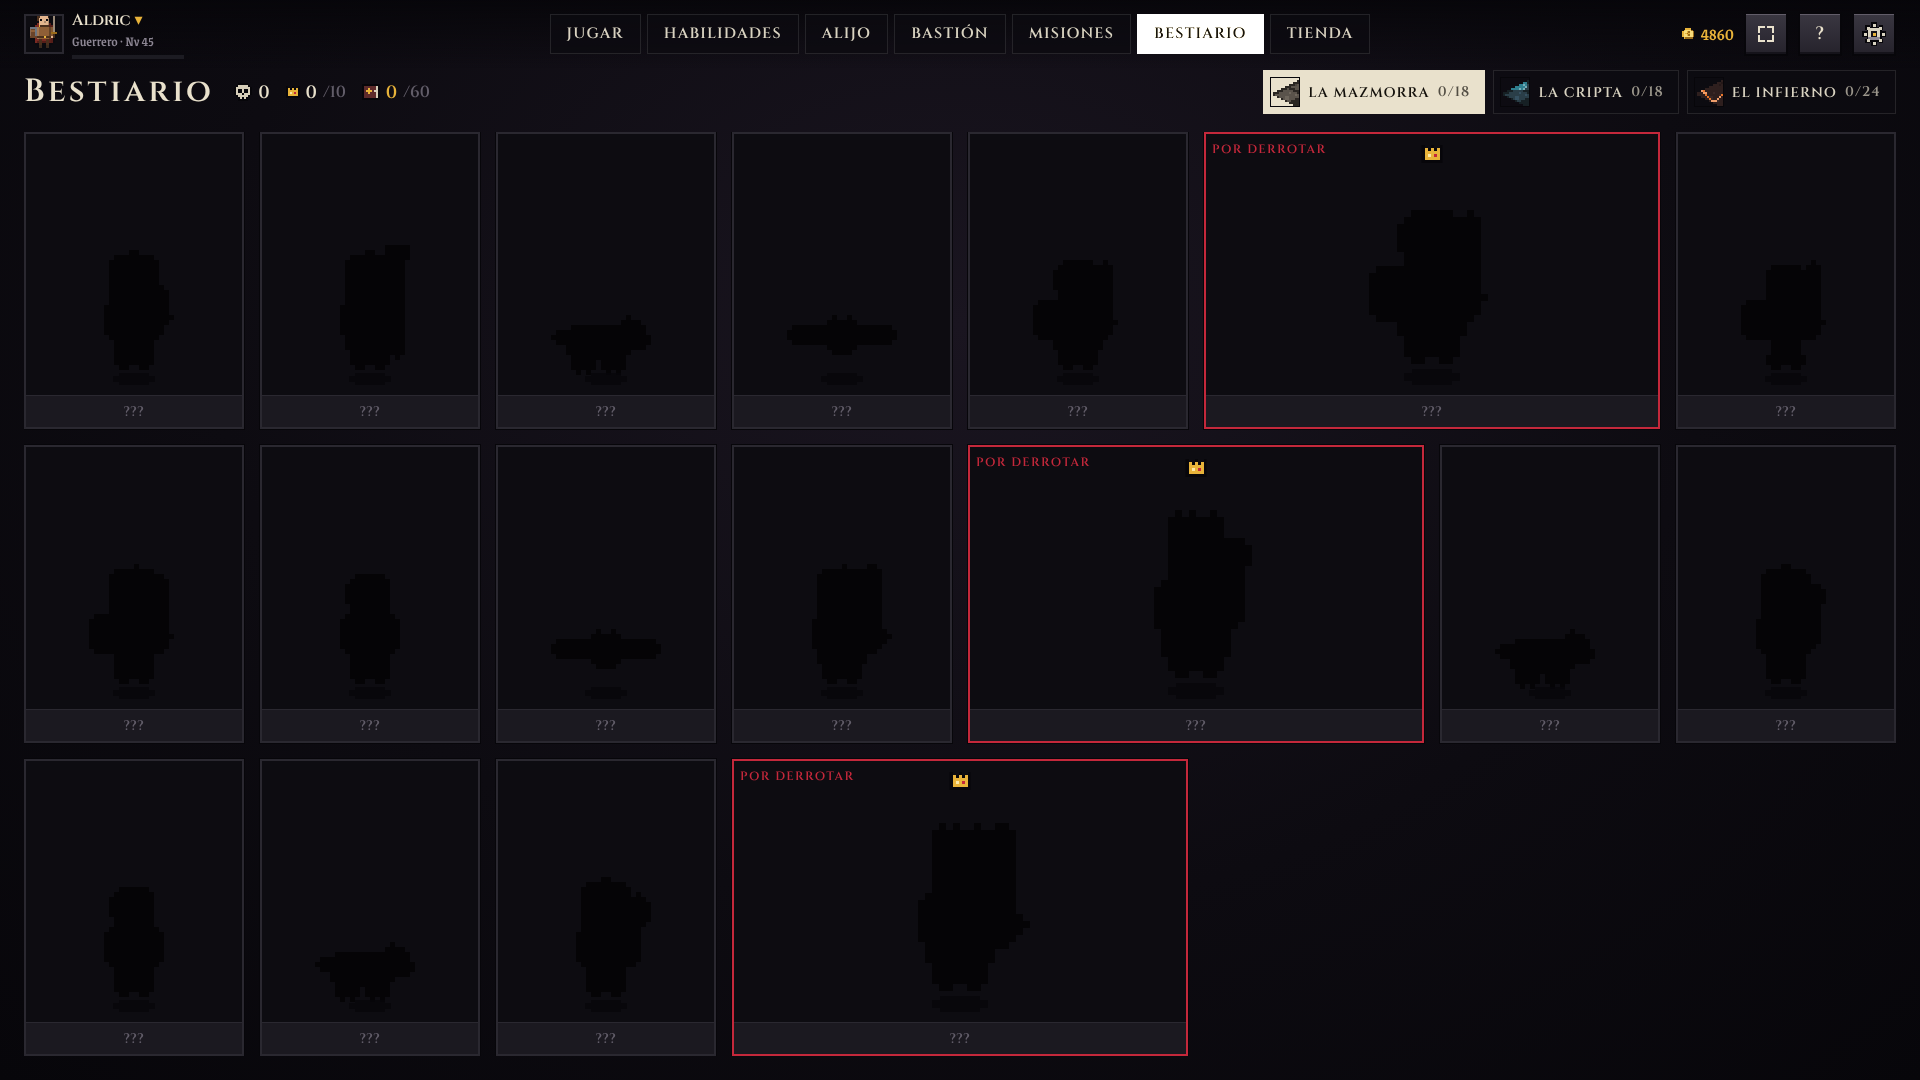 ALDRIC ▼
Guerrero · Nv 45
JUGAR
HABILIDADES
ALIJO
BASTIÓN
MISIONES
BESTIARIO
TIENDA
4860
?
BESTIARIO
0
0 /10
0 /60
LA MAZMORRA 0/18
LA CRIPTA 0/18
EL INFIERNO 0/24
POR DERROTAR
???
???
???
???
???
???
???
POR DERROTAR
???
???
???
???
???
???
???
POR DERROTAR
???
???
???
???